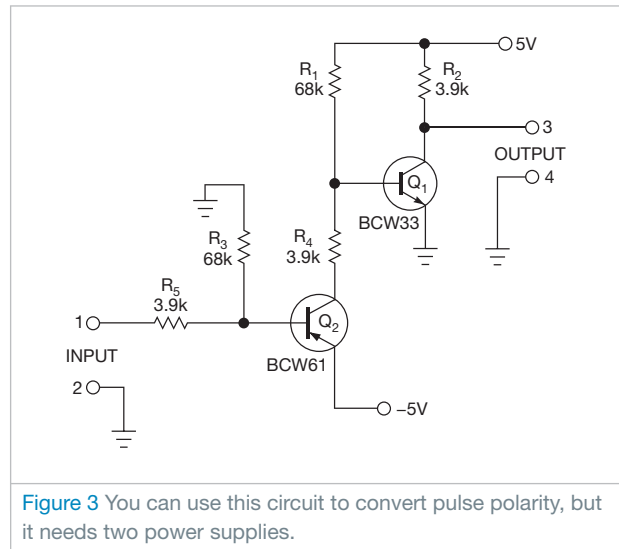 5V
R1
68k
R2
3.9k
3
OUTPUT
Q1
4
BCW33
R3
68k
R4
3.9k
R5
3.9k
1
Q2
INPUT
BCW61
2
–5V
Figure 3 You can use this circuit to convert pulse polarity, but
it needs two power supplies.